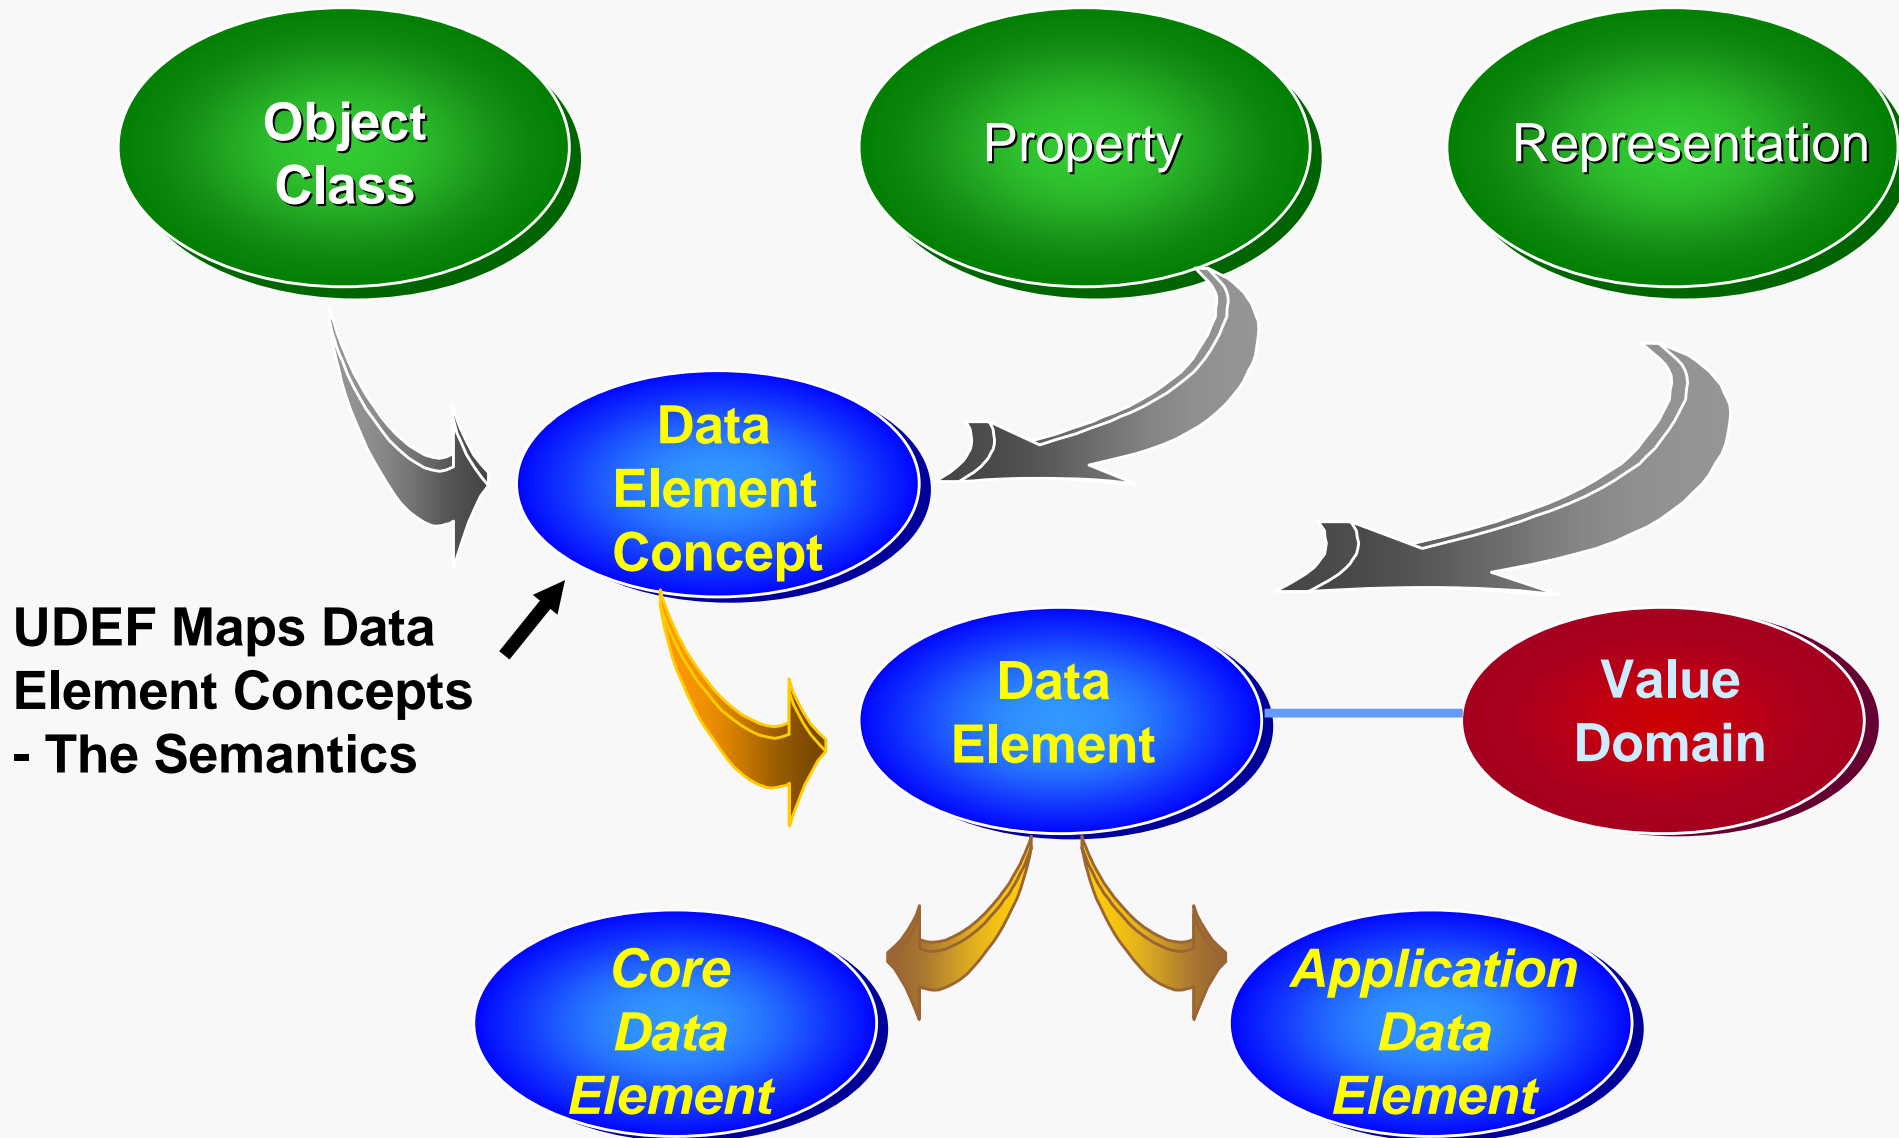 Object
Class
Property
Representation
Data
Element
Concept
UDEF Maps Data
Element Concepts
- The Semantics
Data
Element
Value
Domain
Core
Data
Element
Application
Data
Element